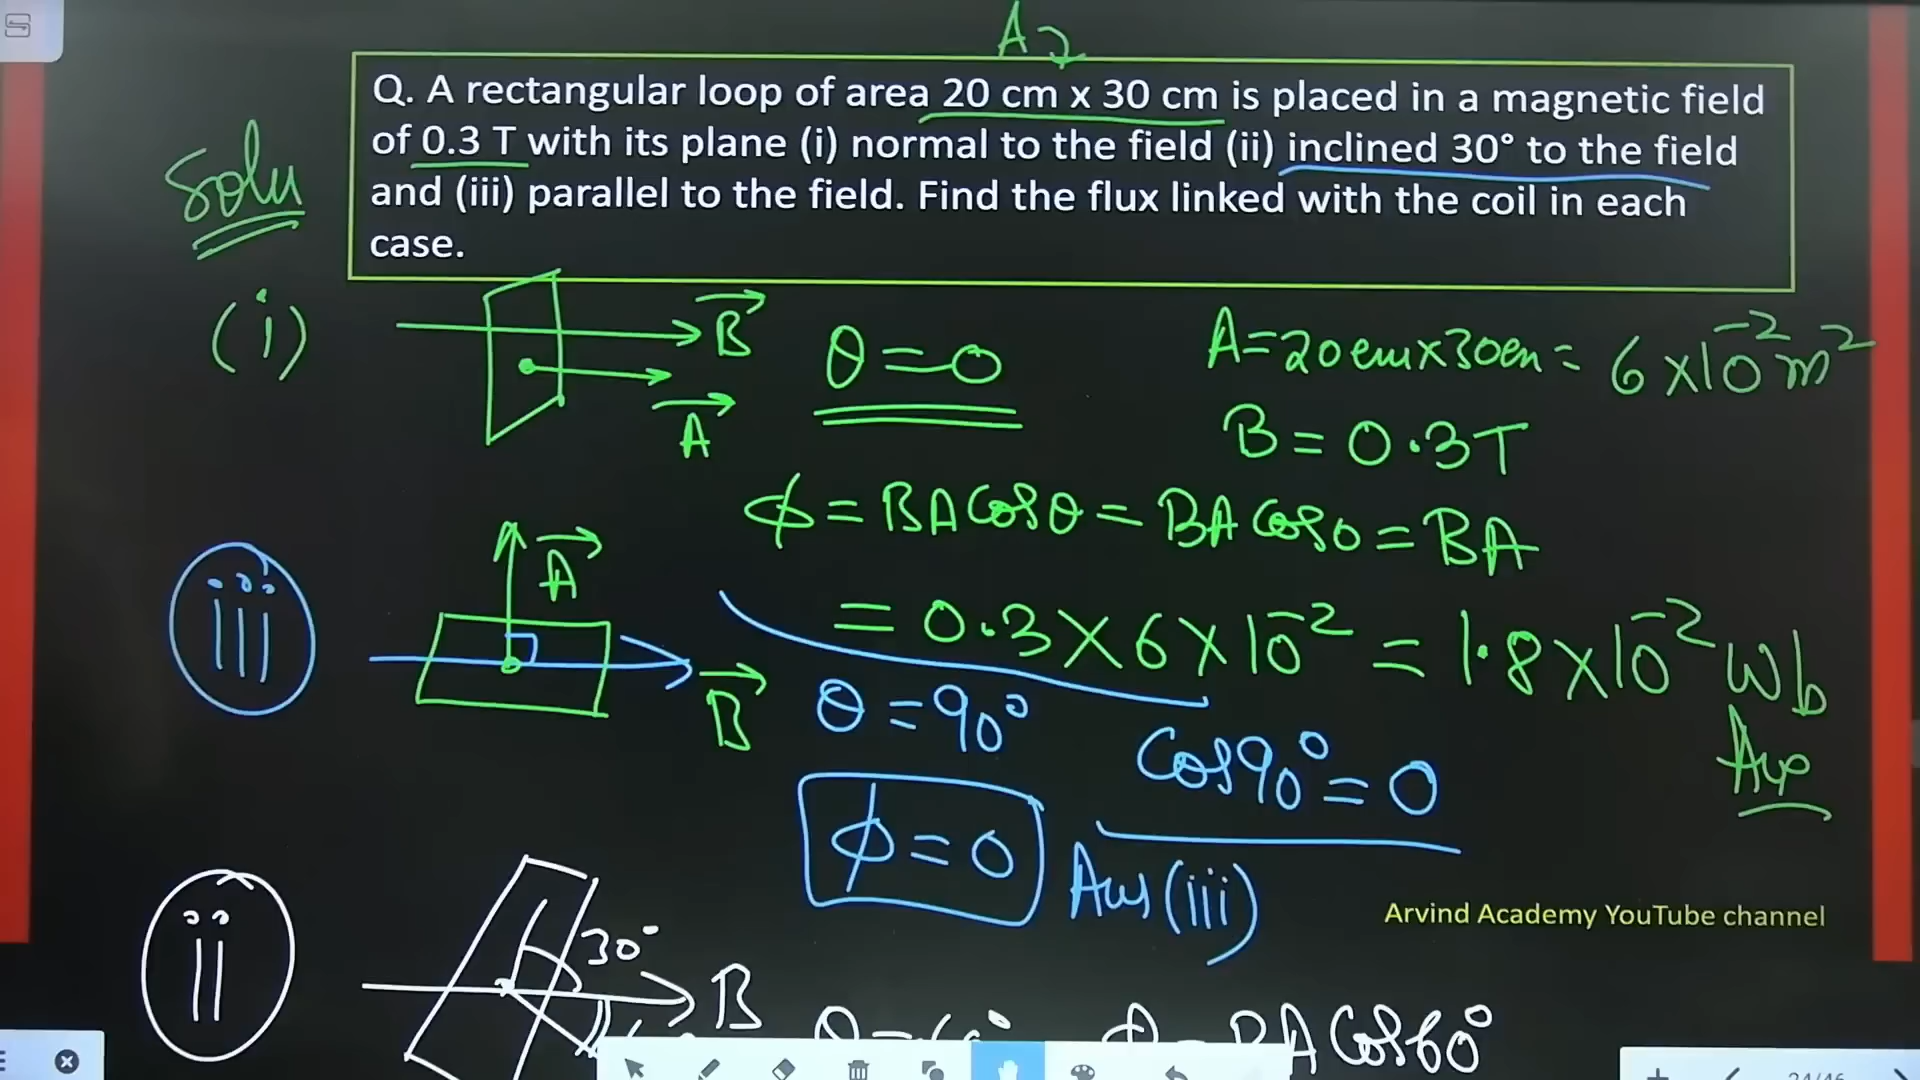 A
Q. A rectangular loop of area 20 cm x 30 cm is placed in a magnetic field
of 0.3 T with its plane (i) normal to the field (ii) inclined 30° to the field
and (iii) parallel to the field. Find the flux linked with the coil in each
case.
Solu
(i)
B⃗
A⃗
θ = 0
A = 20cm×30cm = 6×10⁻² m²
B = 0.3T
ϕ = BA Cosθ = BA Cos0 = BA
= 0.3×6×10⁻² = 1.8×10⁻² Wb
Ans
iii
A⃗
B⃗
θ = 90°
Cos90° = 0
ϕ = 0
Ans (iii)
Arvind Academy YouTube channel
ii
30°
B
θ = 60° ϕ = BA Cos60°